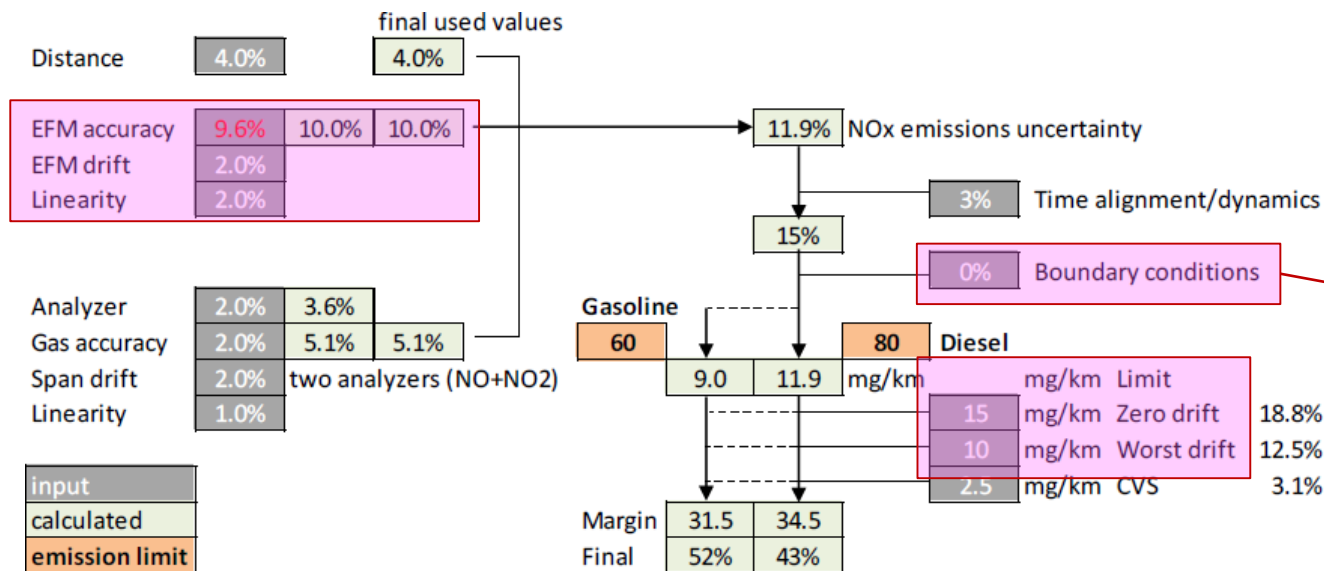 final used values
Distance 4.0% 4.0%
EFM accuracy 9.6% 10.0% 10.0% 11.9% NOx emissions uncertainty
EFM drift 2.0%
Linearity 2.0% 3% Time alignment/dynamics
15%
0% Boundary conditions
Analyzer 2.0% 3.6% Gasoline
Gas accuracy 2.0% 5.1% 5.1% 60 80 Diesel
Span drift 2.0% two analyzers (NO+NO2) 9.0 11.9 mg/km mg/km Limit
Linearity 1.0% 15 mg/km Zero drift 18.8%
10 mg/km Worst drift 12.5%
input 2.5 mg/km CVS 3.1%
calculated Margin 31.5 34.5
emission limit Final 52% 43%